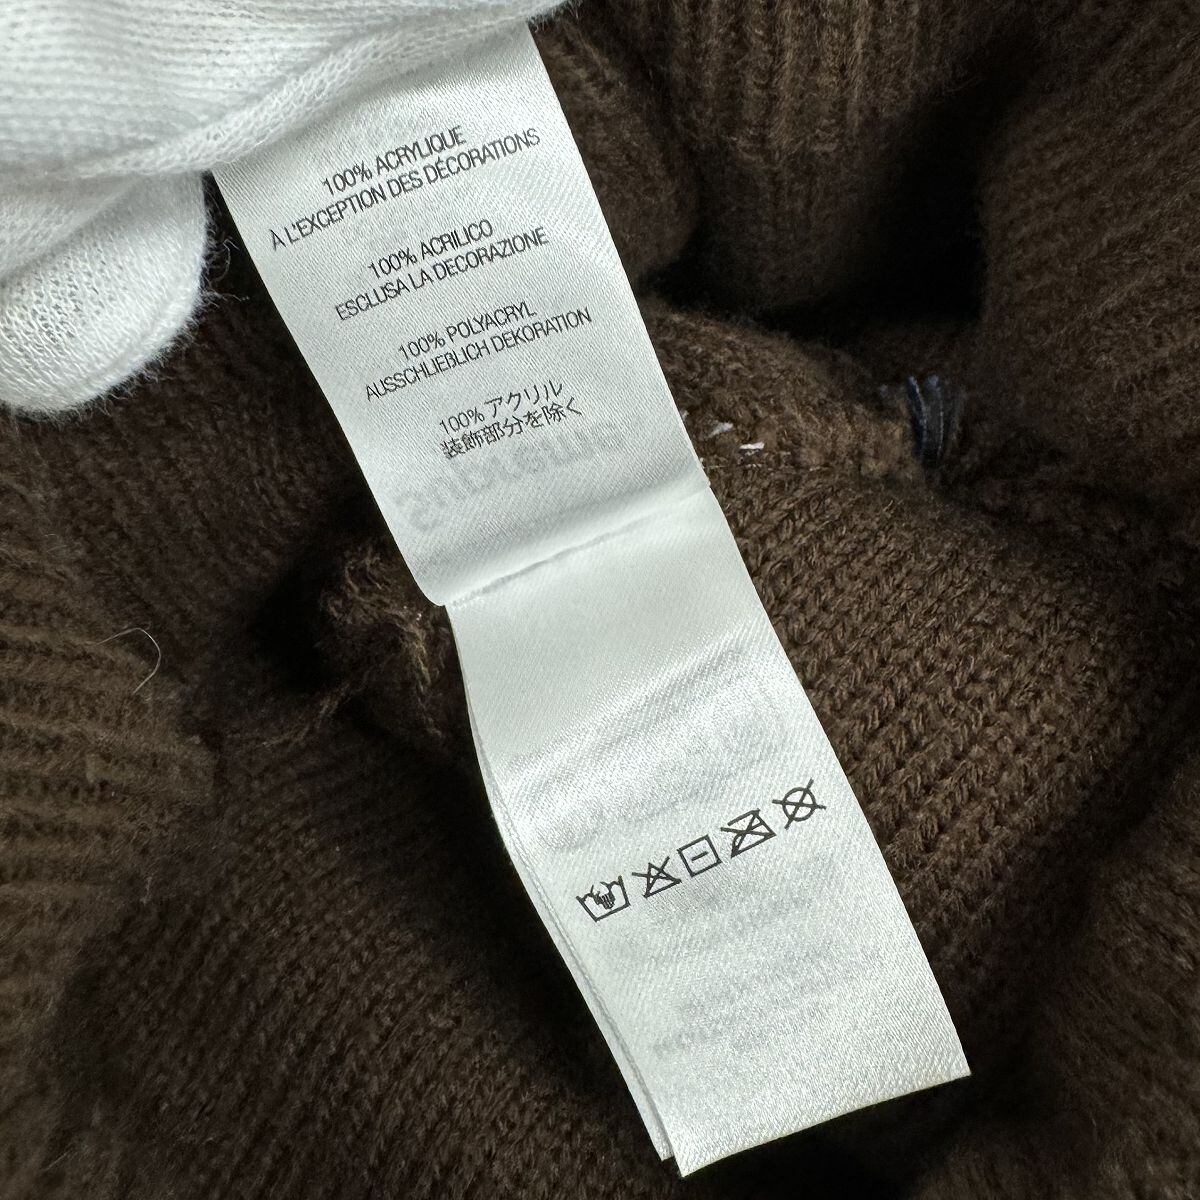 100% ACRYLIQUE
À L'EXCEPTION DES DÉCORATIONS
100% ACRILICO
ESCLUSA LA DECORAZIONE
100% POLYACRYL
AUSSCHLIEßLICH DEKORATION
100% アクリル
装飾部分を除く